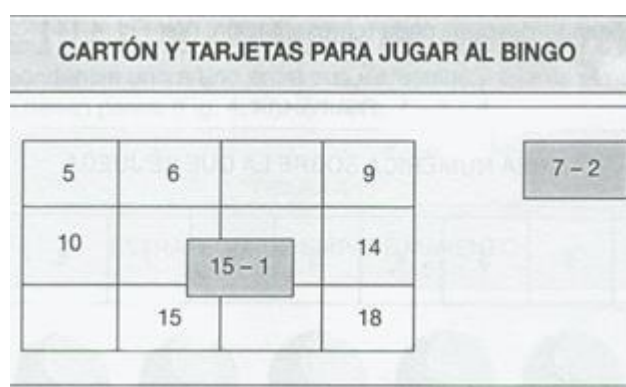 CARTÓN Y TARJETAS PARA JUGAR AL BINGO
5 6 9 7 – 2
10 14
15 – 1
15 18